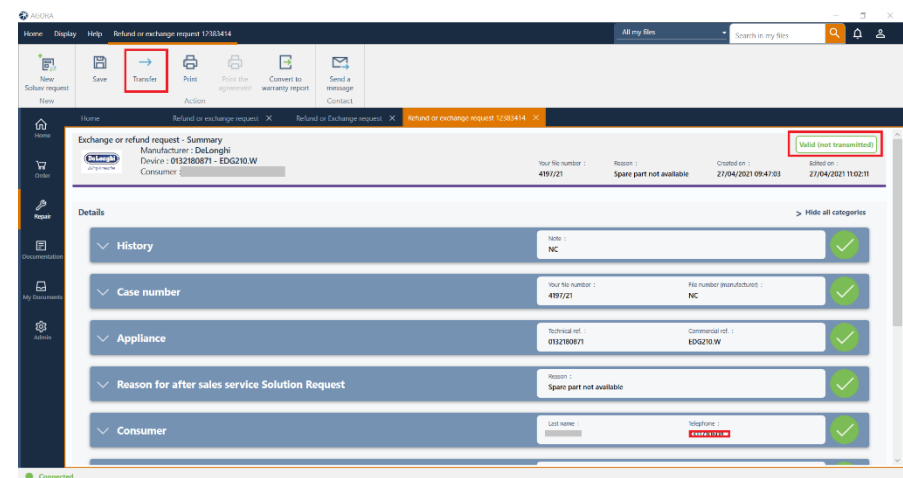 AGORA
Home Display Help Refund or exchange request 12383414
All my files
Search in my files
New
Solsav request
Save
Transfer
Print
Print the
agreement
Convert to
warranty report
Send a
message
New
Action
Contact
Home
Refund or exchange request X
Refund or Exchange request X
Refund or exchange request 12383414 X
Home
Order
Repair
Documentation
My Documents
Admin
Exchange or refund request - Summary
DeLonghi
Manufacturer : DeLonghi
Device : 0132180871 - EDG210.W
Consumer :
Your file number :
4197/21
Reason :
Spare part not available
Created on :
27/04/2021 09:47:03
Valid (not transmitted)
Edited on :
27/04/2021 11:02:11
Details
> Hide all categories
History
Note :
NC
Case number
Your file number :
4197/21
File number (manufacturer) :
NC
Appliance
Technical ref. :
0132180871
Commercial ref. :
EDG210.W
Reason for after sales service Solution Request
Reason :
Spare part not available
Consumer
Last name :
Telephone :
Connected